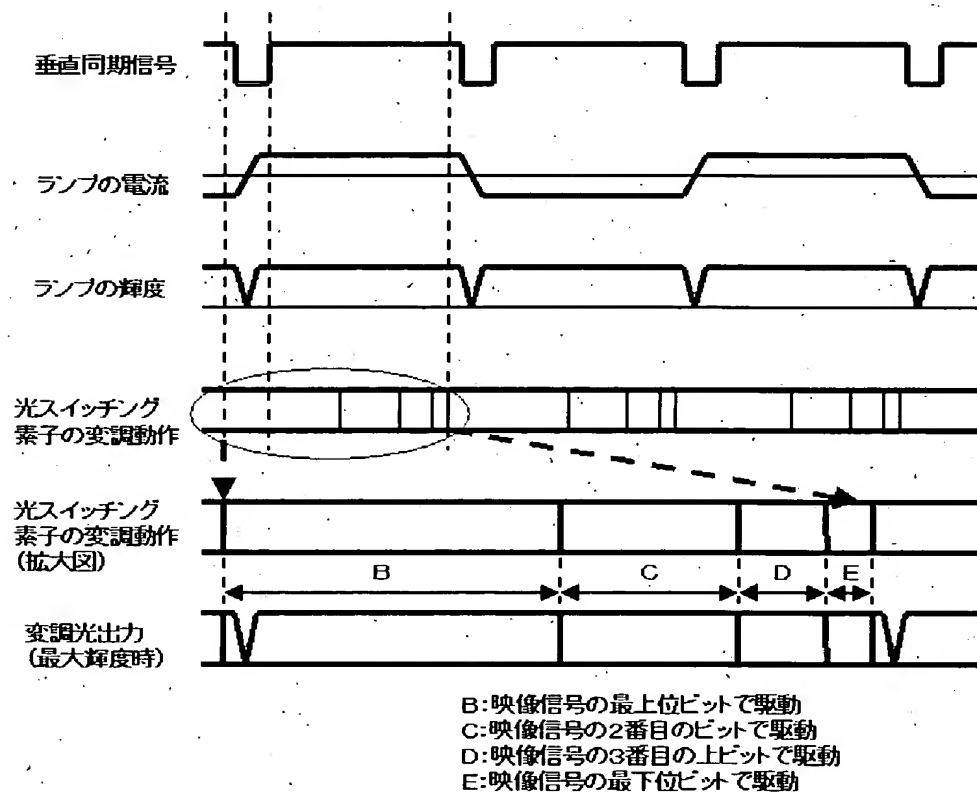 垂直同期信号
ランプの電流
ランプの輝度
光スイッチング
素子の変調動作
光スイッチング
素子の変調動作
(拡大図)
B
C
D
E
変調光出力
(最大輝度時)
B:映像信号の最上位ビットで駆動
C:映像信号の2番目のビットで駆動
D:映像信号の3番目の上ビットで駆動
E:映像信号の最下位ビットで駆動